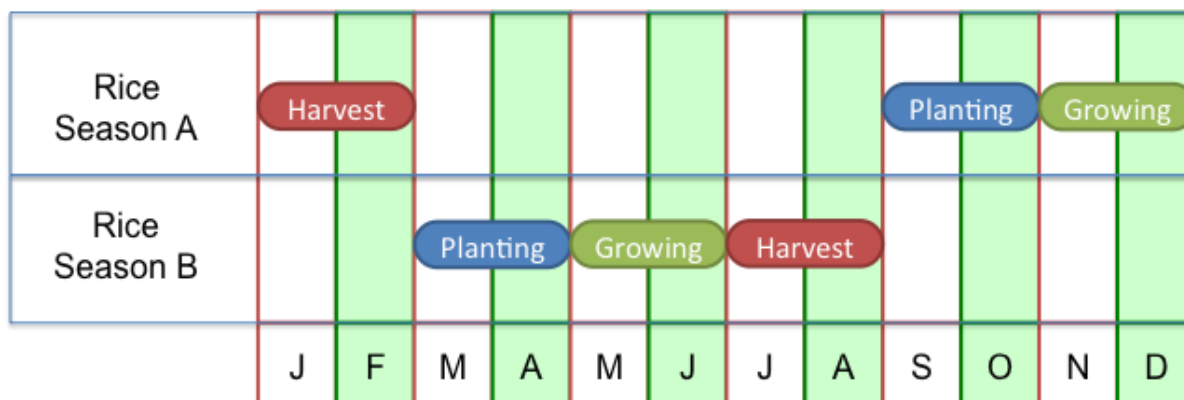 Rice
Season A
Harvest
Planting
Growing
Rice
Season B
Planting
Growing
Harvest
J F M A M J J A S O N D